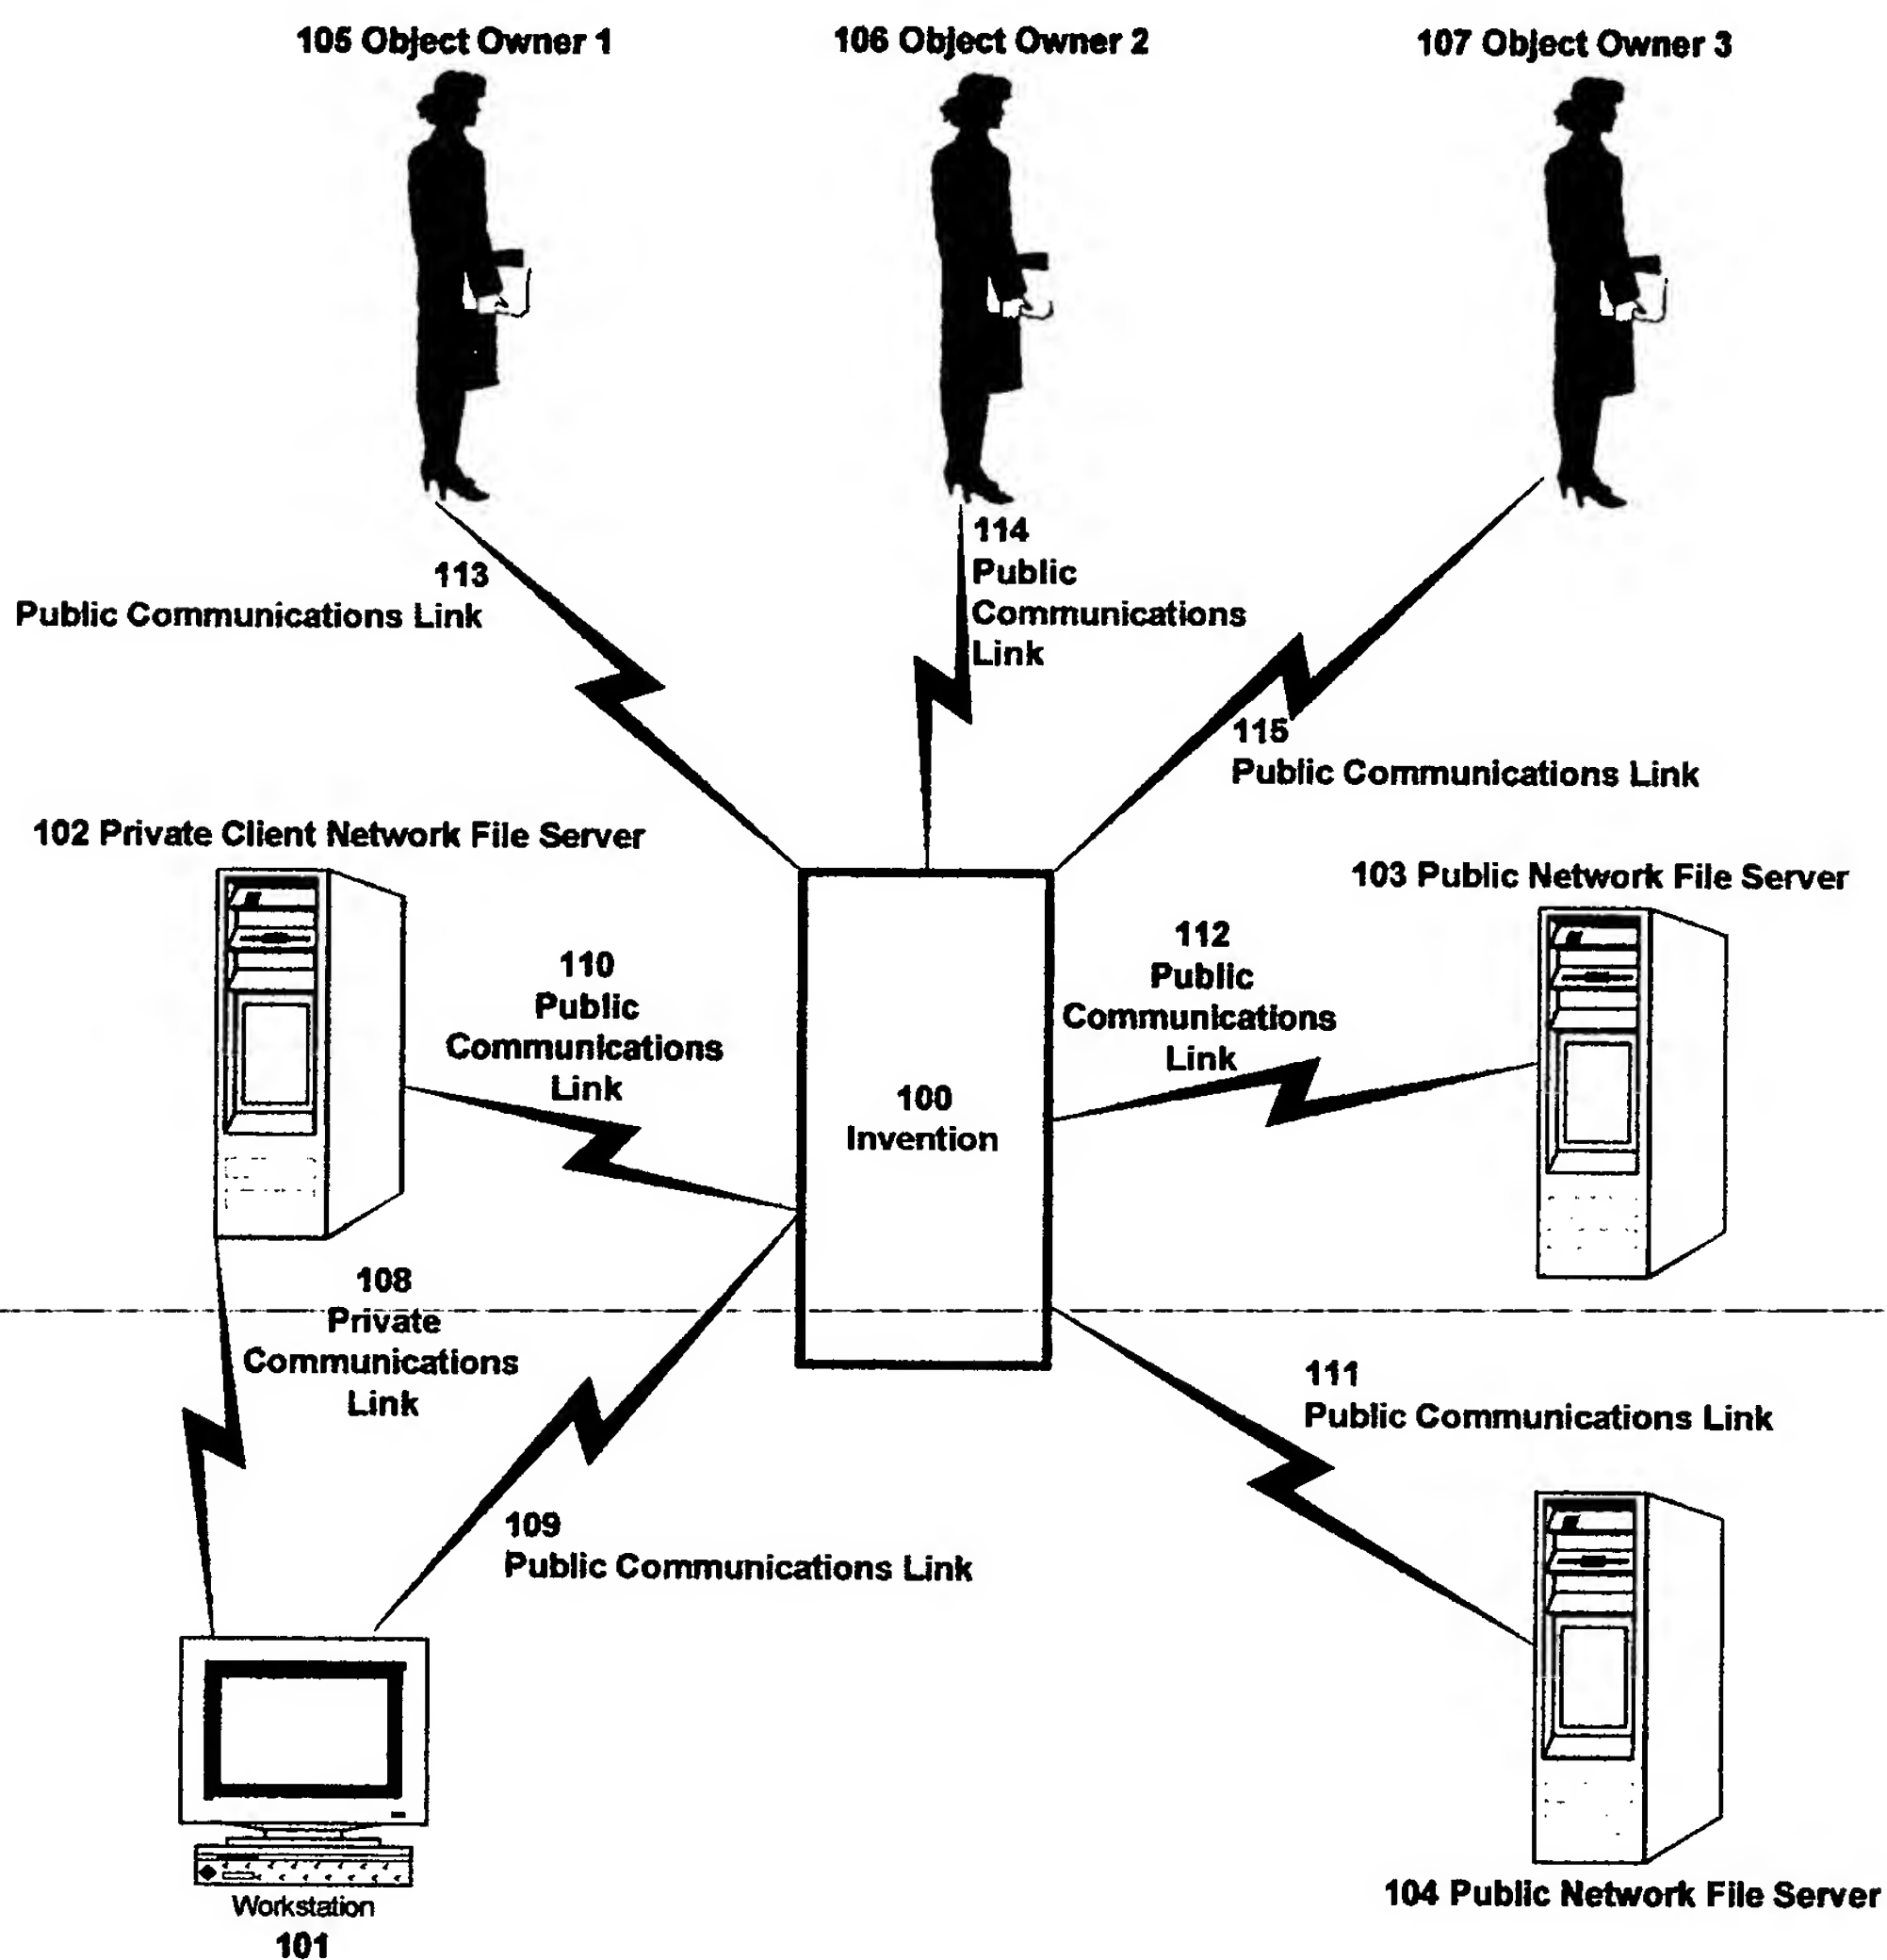 105 Object Owner 1
106 Object Owner 2
107 Object Owner 3
113
Public Communications Link
114
Public
Communications
Link
115
Public Communications Link
102 Private Client Network File Server
103 Public Network File Server
110
Public
Communications
Link
112
Public
Communications
Link
100
Invention
108
Private
Communications
Link
111
Public Communications Link
109
Public Communications Link
Workstation
101
104 Public Network File Server